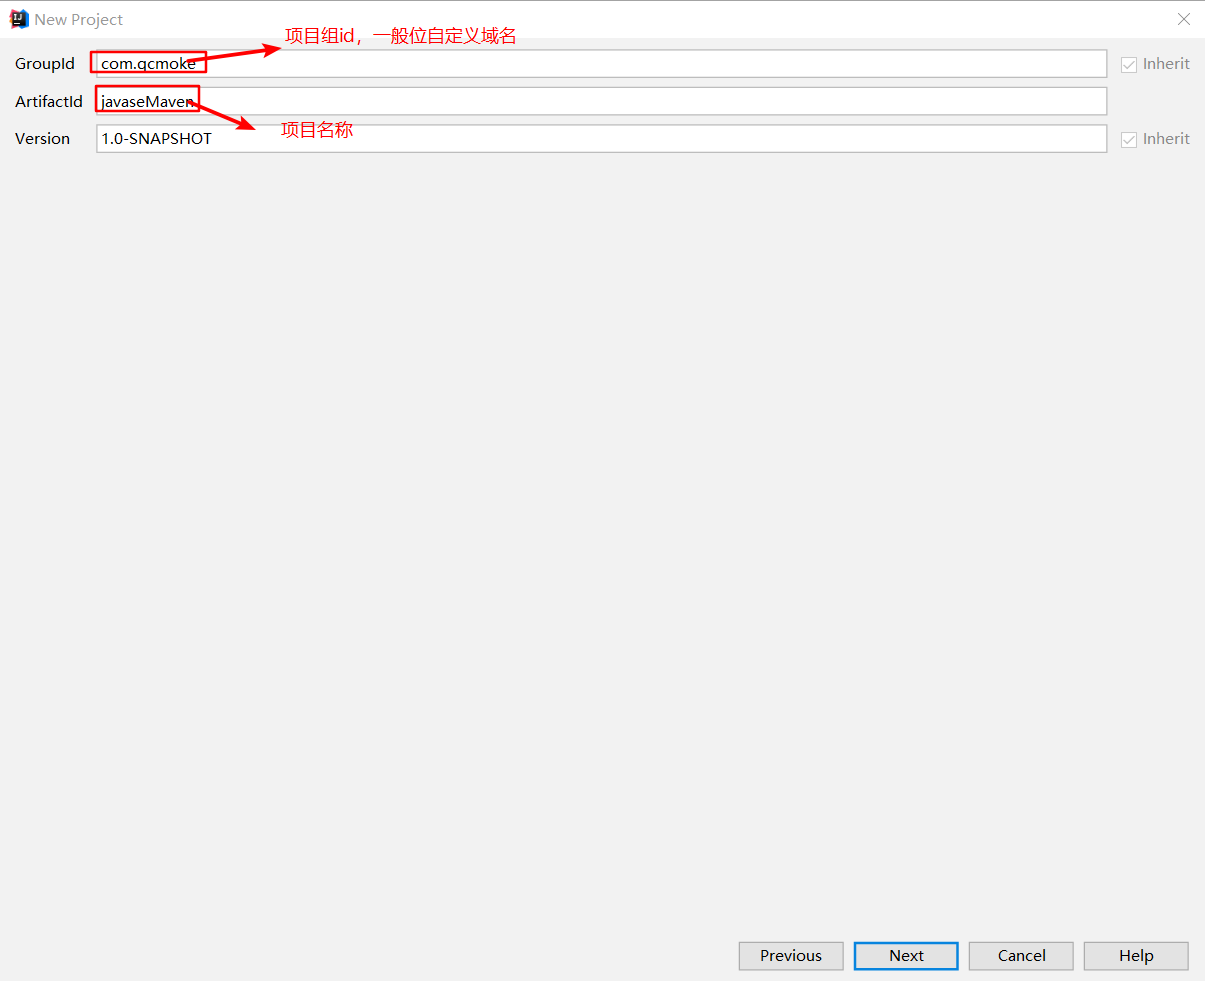 New Project
项目组id，一般位自定义域名
GroupId com.qcmoke Inherit
ArtifactId javaseMaven
项目名称
Version 1.0-SNAPSHOT Inherit
Previous Next Cancel Help